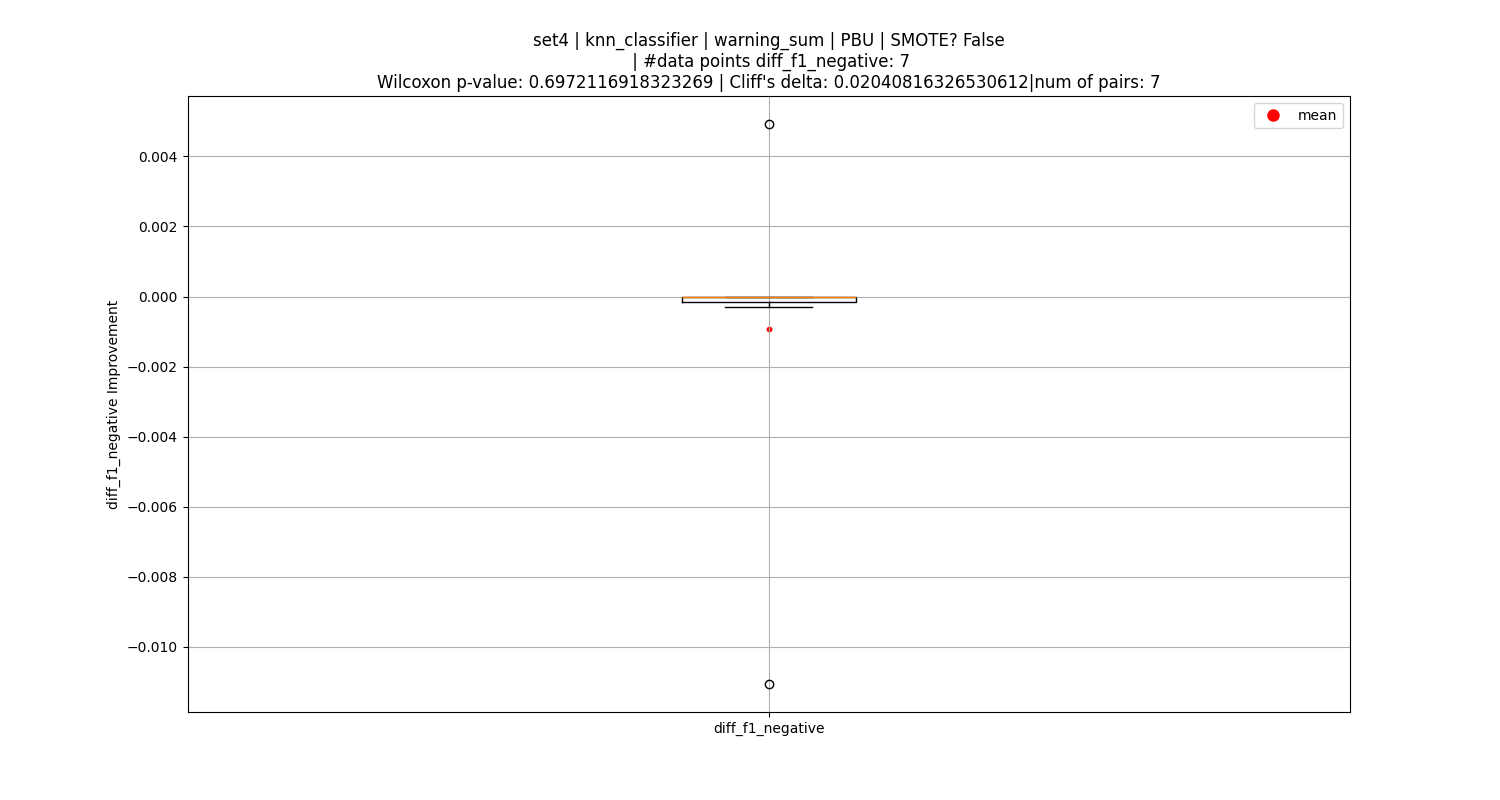 set4 | knn_classifier | warning_sum | PBU | SMOTE? False
| #data points diff_f1_negative: 7
Wilcoxon p-value: 0.6972116918323269 | Cliff's delta: 0.02040816326530612|num of pairs: 7
mean
0.004
0.002
0.000
−0.002
−0.004
−0.006
−0.008
−0.010
diff_f1_negative Improvement
diff_f1_negative